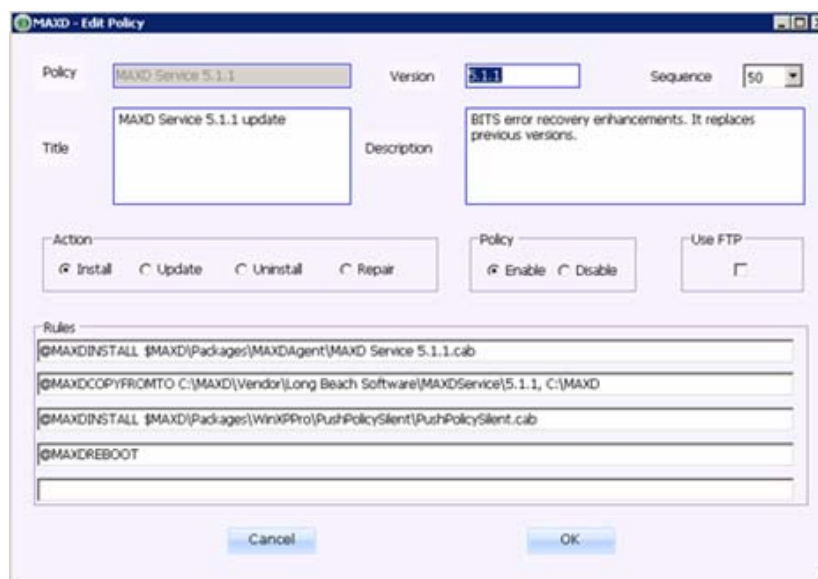 MAXD - Edit Policy
Policy
MAXD Service 5.1.1
Version
5.1.1
Sequence
50
Title
MAXD Service 5.1.1 update
Description
BITS error recovery enhancements. It replaces
previous versions.
Action
Install
Update
Uninstall
Repair
Policy
Enable
Disable
Use FTP
Rules
@MAXDINSTALL $MAXD\Packages\MAXDAgent\MAXD Service 5.1.1.cab
@MAXDCOPYFROMTO C:\MAXD\Vendor\Long Beach Software\MAXDService\5.1.1, C:\MAXD
@MAXDINSTALL $MAXD\Packages\WinXPPro\PushPolicySilent\PushPolicySilent.cab
@MAXDREBOOT
Cancel
OK